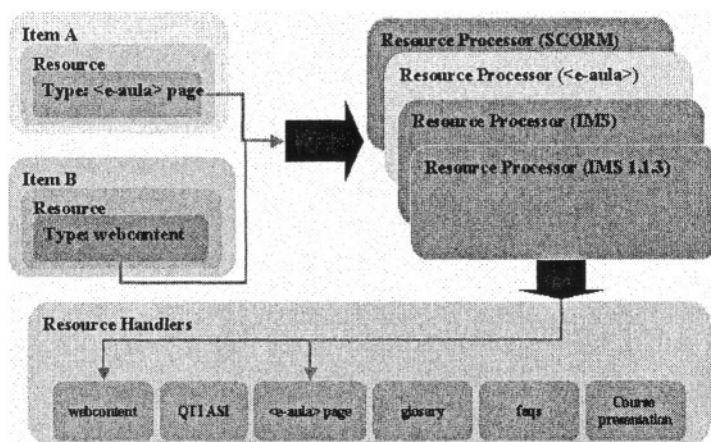 Item A
Resource
Type: <e-aula> page
Item B
Resource
Type: webcontent
Resource Processor (SCORM)
Resource Processor (<e-aula>)
Resource Processor (IMS)
Resource Processor (IMS 1.1.3)
Resource Handlers
webcontent
QTI ASI
<e-aula> page
glosary
faqs
Course
presentation